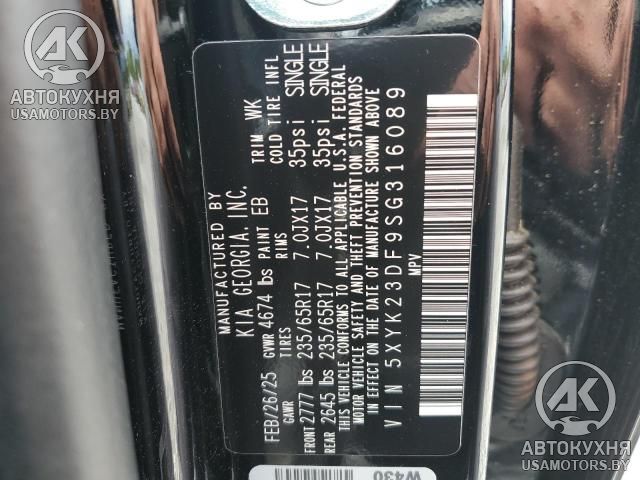 MANUFACTURED BY
KIA GEORGIA, INC.
FEB/26/25 GVWR 4674 lbs PAINT EB TRIM WK
GAWR TIRES RIMS COLD TIRE INFL
FRONT 2777 lbs 235/65R17 7.0JX17 35psi SINGLE
REAR 2645 lbs 235/65R17 7.0JX17 35psi SINGLE
THIS VEHICLE CONFORMS TO ALL APPLICABLE U.S.A. FEDERAL
MOTOR VEHICLE SAFETY AND THEFT PREVENTION STANDARDS
IN EFFECT ON THE DATE OF MANUFACTURE SHOWN ABOVE
VIN 5XYK23DF9SG316089
MPV
W430
AK
АВТОКУХНЯ
USAMOTORS.BY
AK
АВТОКУХНЯ
USAMOTORS.BY